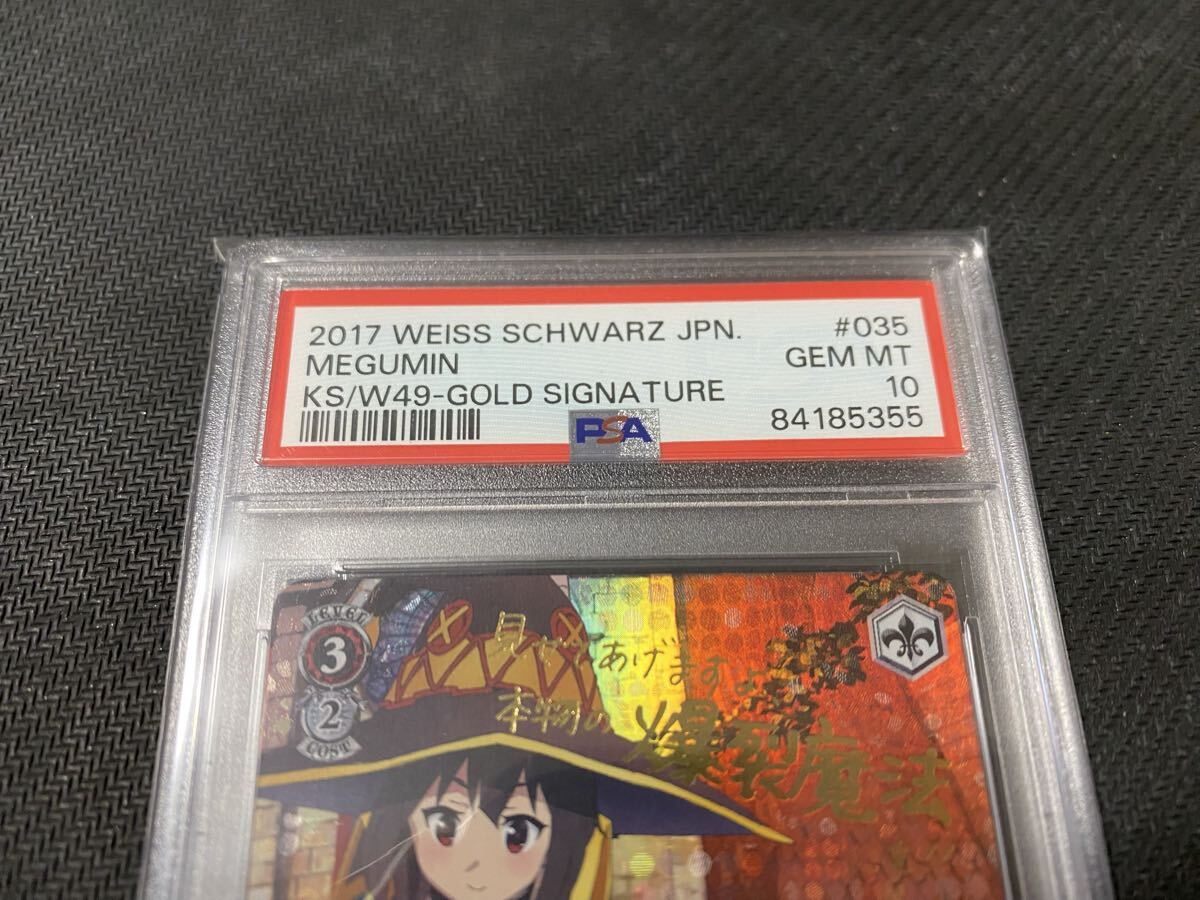 2017 WEISS SCHWARZ JPN. #035
MEGUMIN GEM MT
KS/W49-GOLD SIGNATURE 10
PSA 84185355
LEVEL
3
2
COST
見せてあげますよ
本物の爆裂魔法